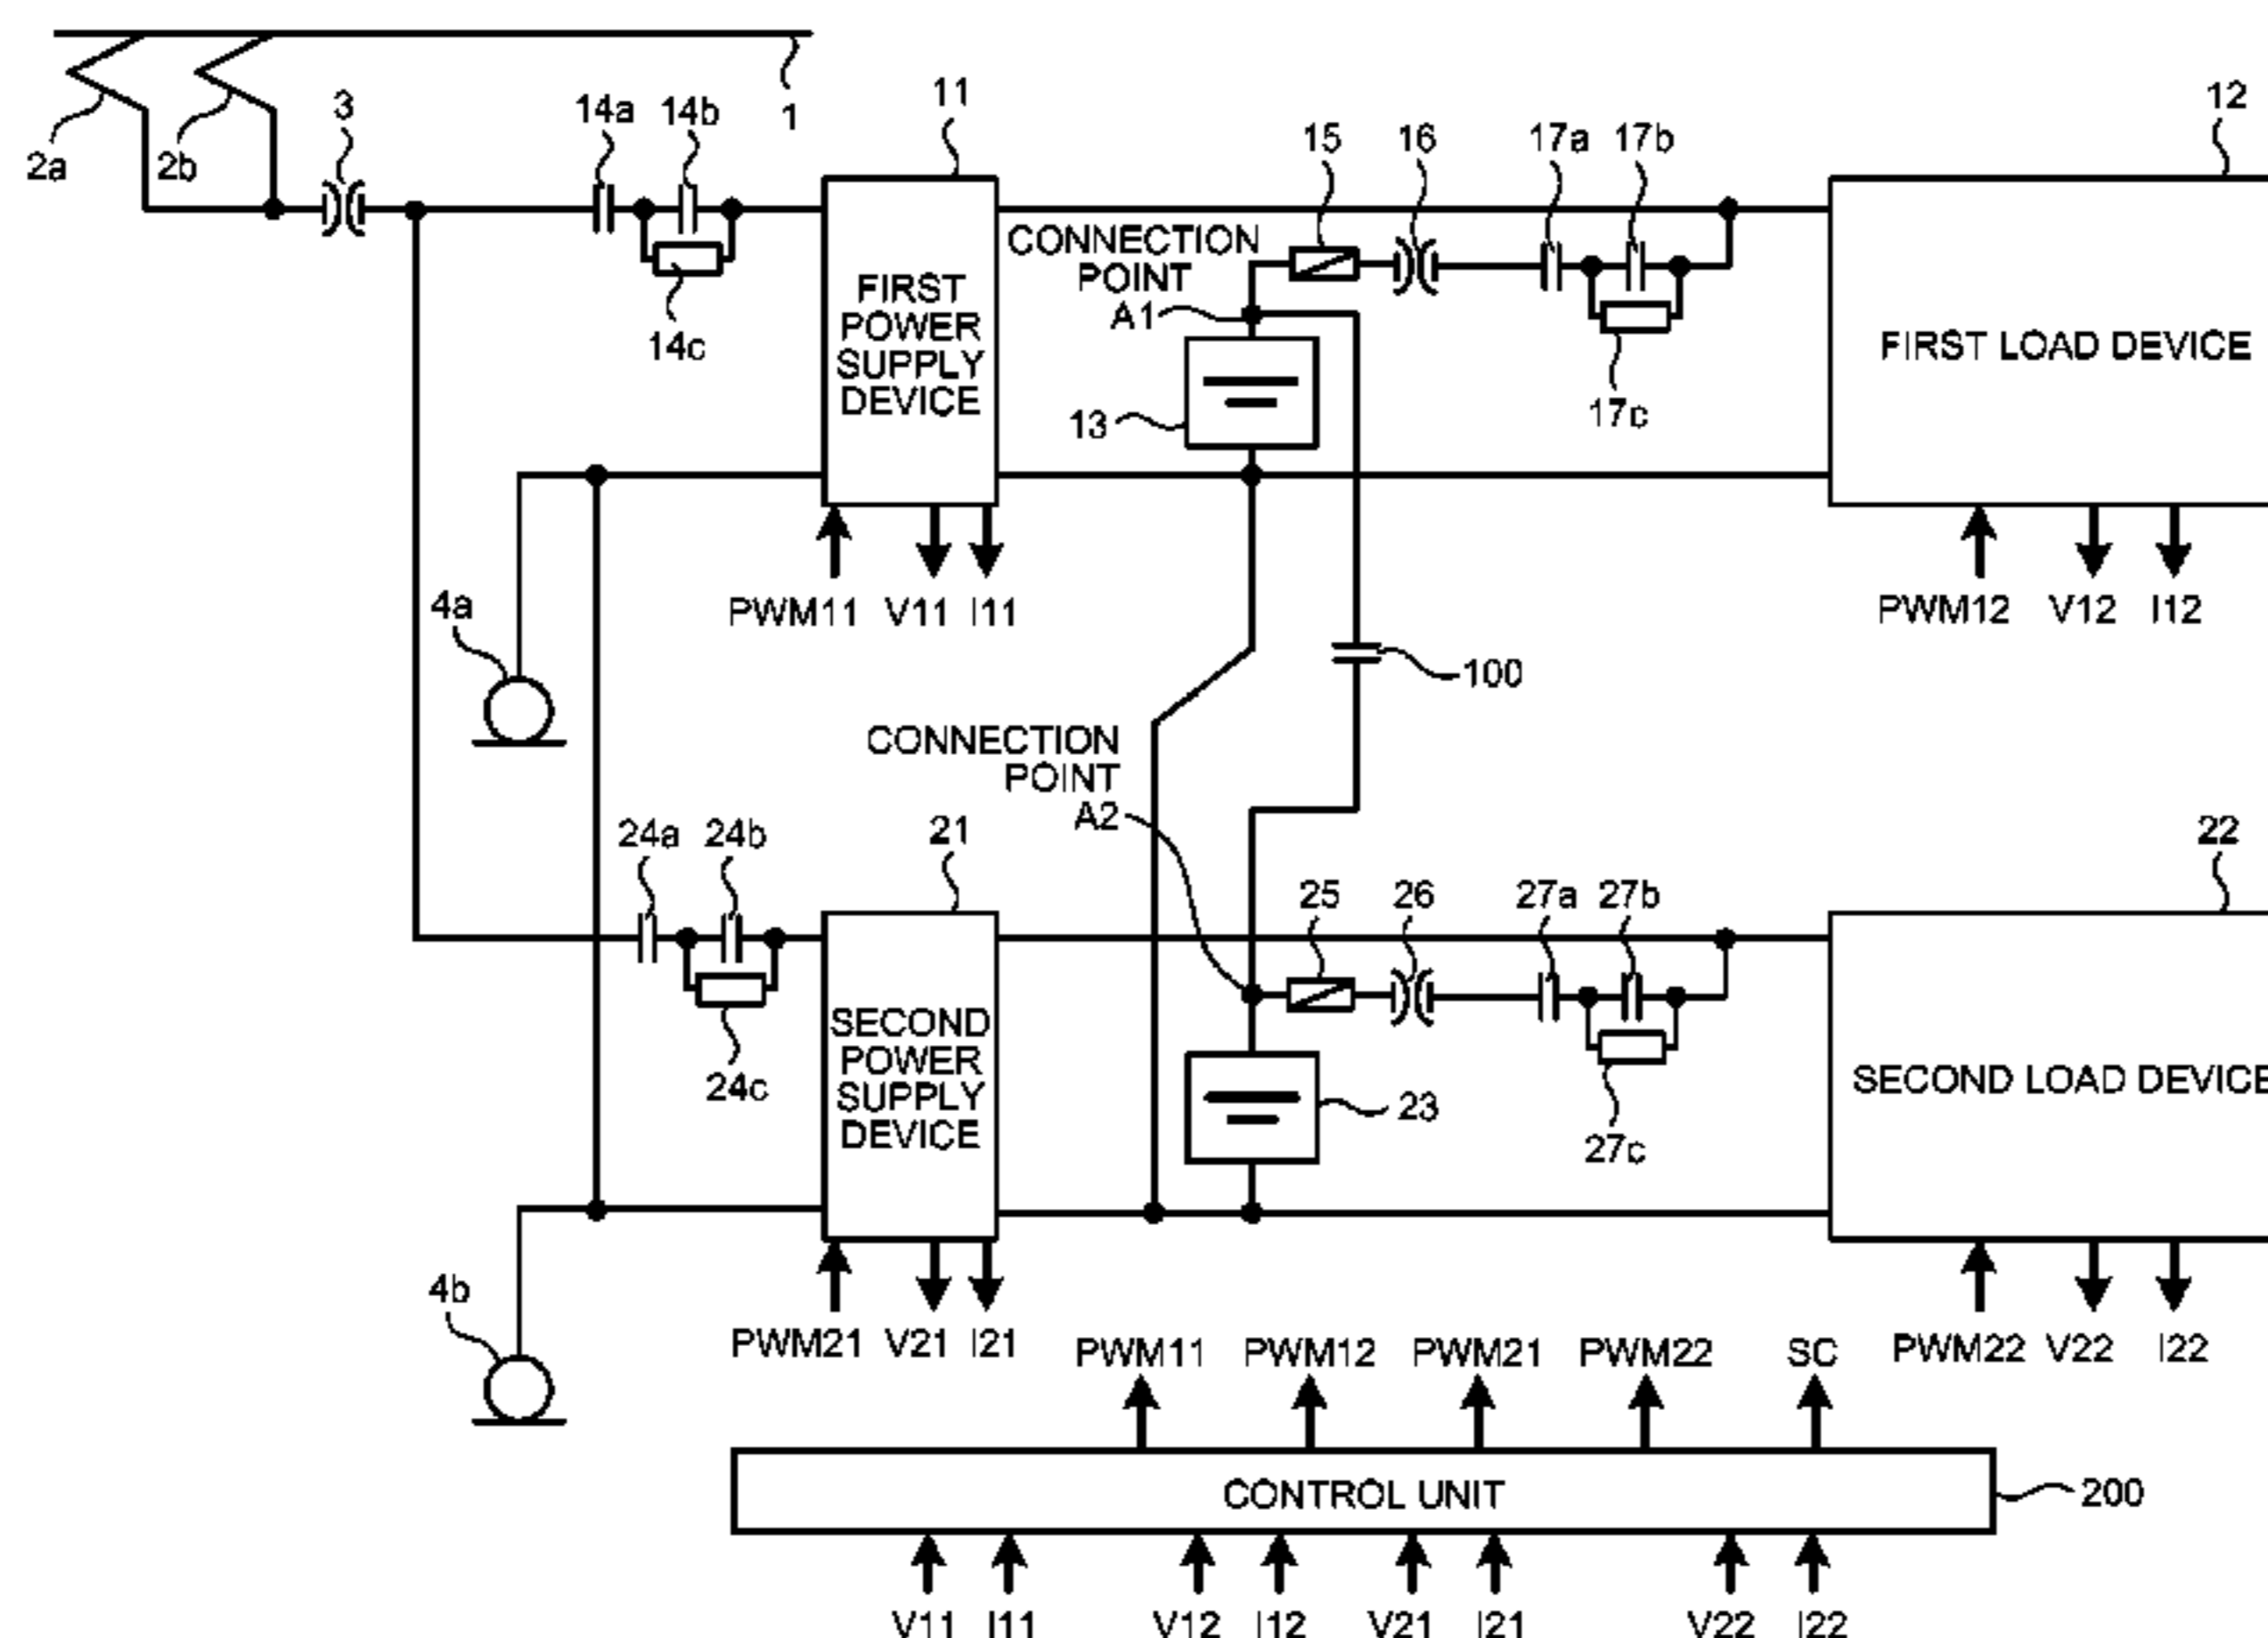 1
2a
2b
3
14a
14b
14c
11
FIRST
POWER
SUPPLY
DEVICE
CONNECTION
POINT
A1
13
15
16
17a
17b
17c
12
FIRST LOAD DEVICE
PWM11 V11 I11
PWM12 V12 I12
4a
100
CONNECTION
POINT
A2
24a
24b
24c
21
SECOND
POWER
SUPPLY
DEVICE
25
26
27a
27b
27c
23
22
SECOND LOAD DEVICE
4b
PWM21 V21 I21
PWM22 V22 I22
PWM11 PWM12 PWM21 PWM22 SC
CONTROL UNIT
200
V11 I11 V12 I12 V21 I21 V22 I22